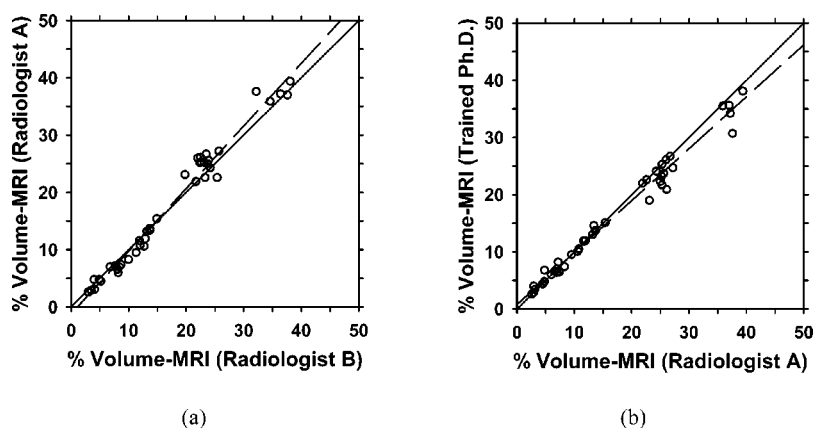 % Volume-MRI (Radiologist A)
50
40
30
20
10
0
0 10 20 30 40 50
% Volume-MRI (Radiologist B)
(a)
% Volume-MRI (Trained Ph.D.)
50
40
30
20
10
0
0 10 20 30 40 50
% Volume-MRI (Radiologist A)
(b)